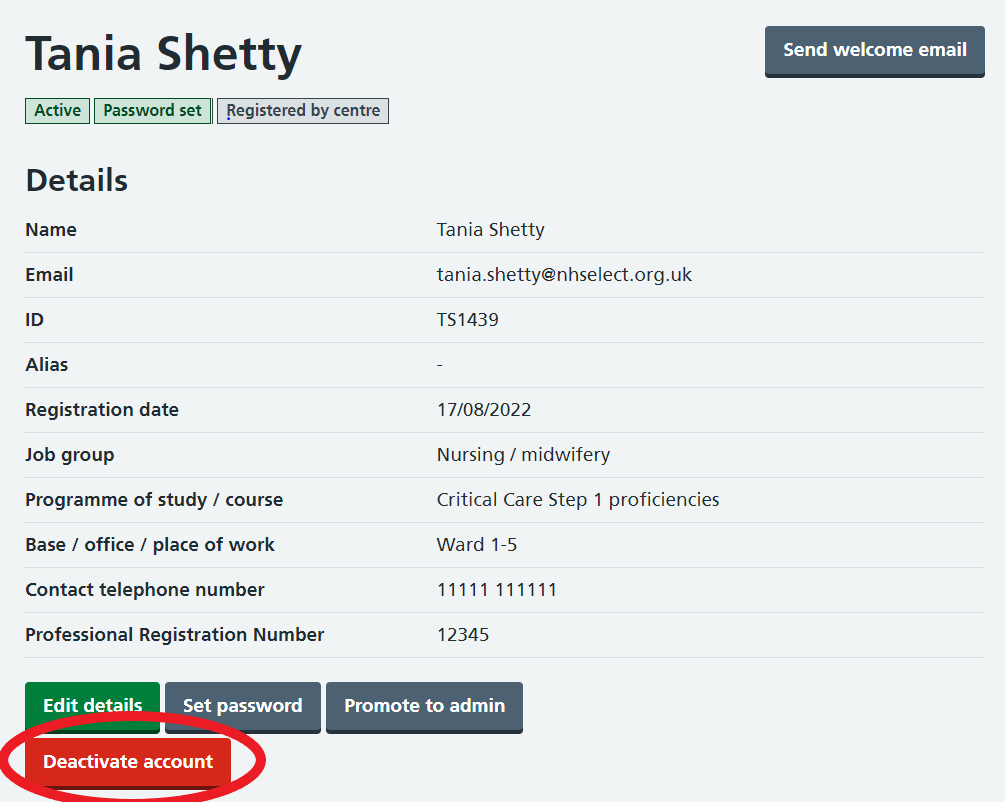 Tania Shetty
Send welcome email
Active Password set Registered by centre
Details
Name Tania Shetty
Email tania.shetty@nhselect.org.uk
ID TS1439
Alias -
Registration date 17/08/2022
Job group Nursing / midwifery
Programme of study / course Critical Care Step 1 proficiencies
Base / office / place of work Ward 1-5
Contact telephone number 11111 111111
Professional Registration Number 12345
Edit details Set password Promote to admin
Deactivate account